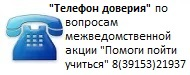 "Телефон доверия" по
вопросам
межведомственной
акции "Помоги пойти
учиться" 8(39153)21937